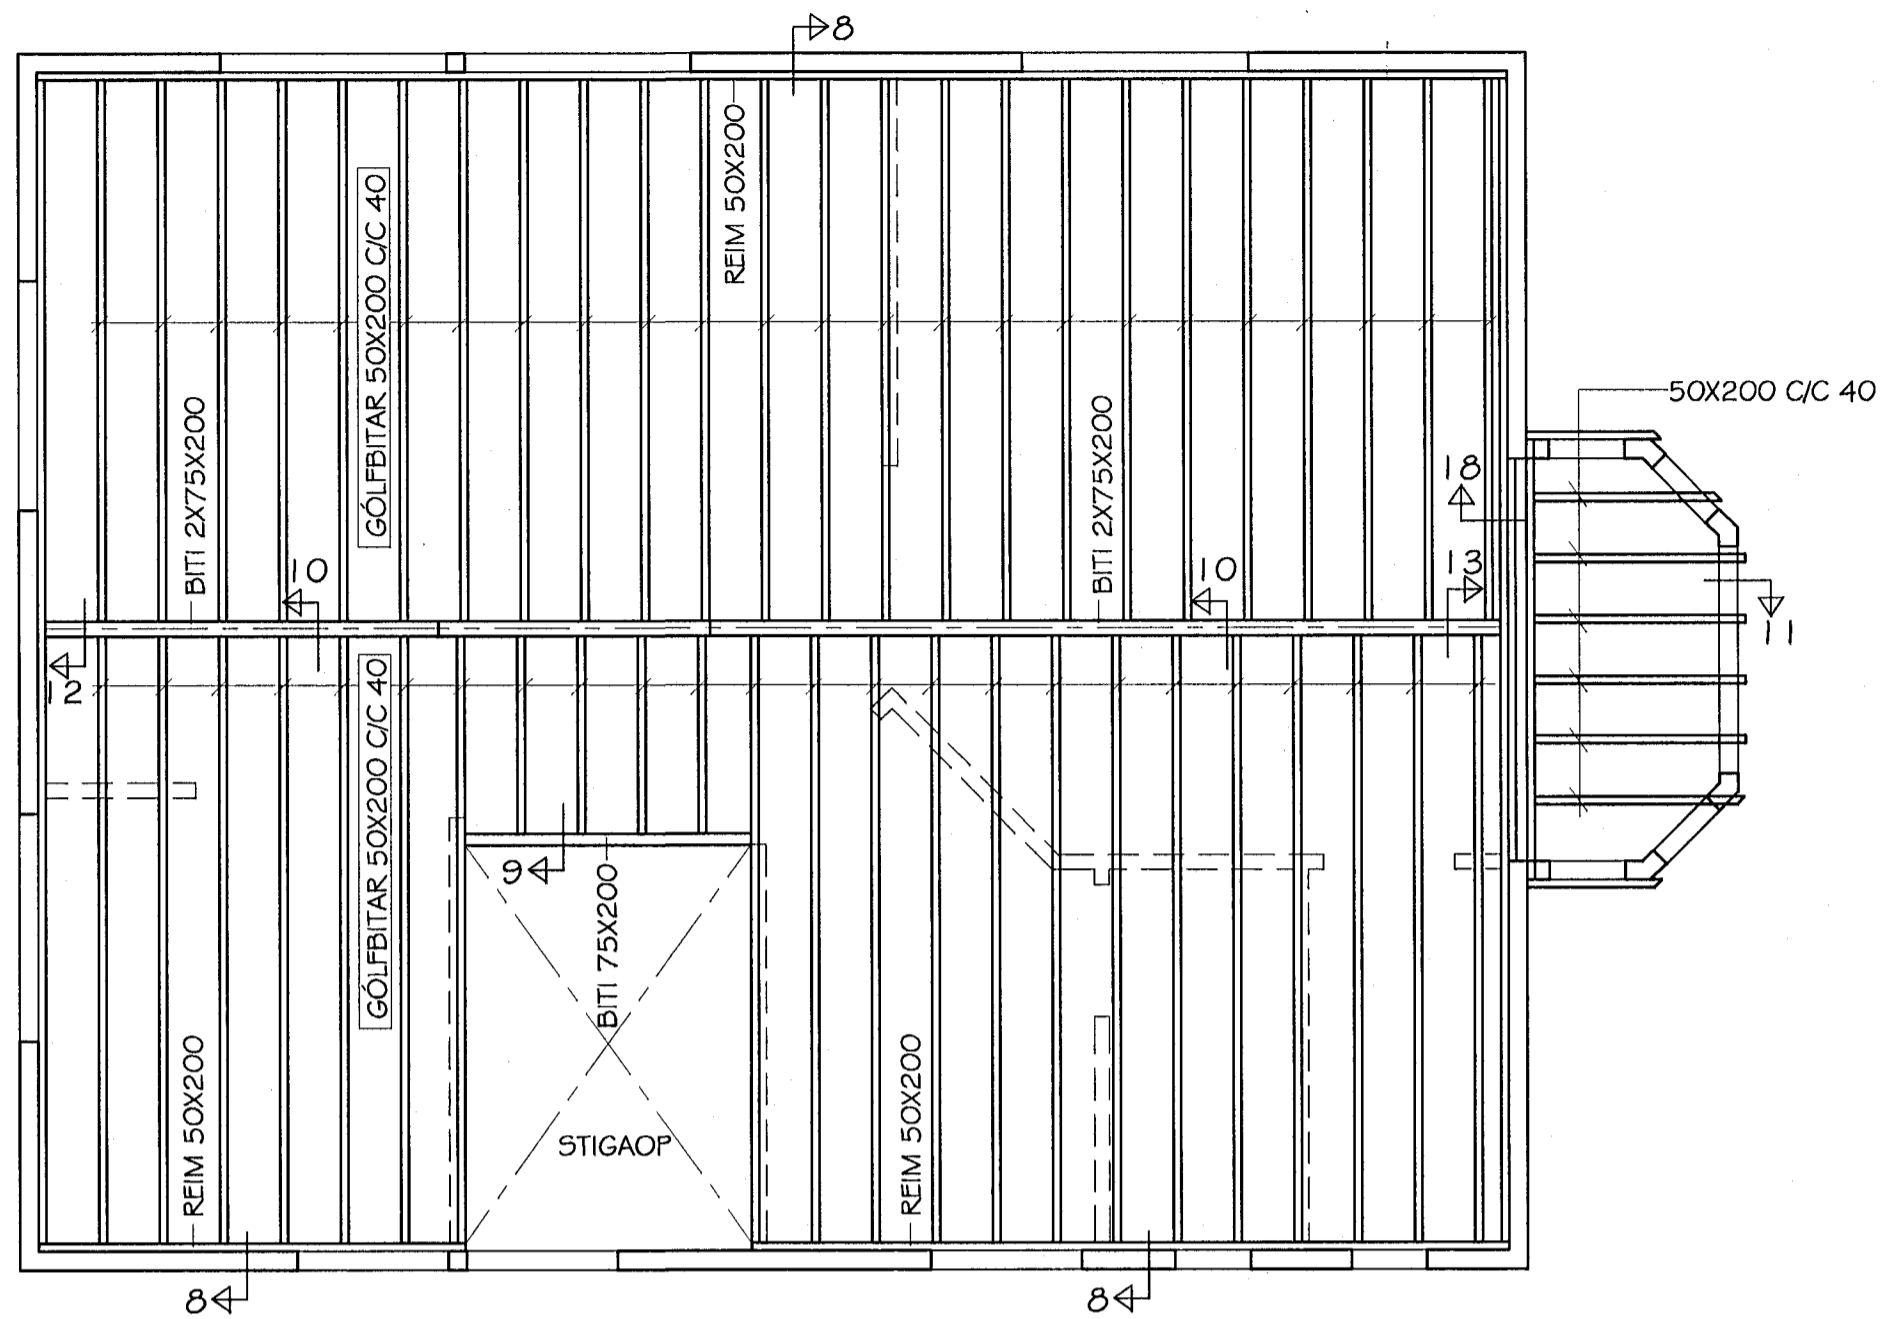 8
REIM 50X200
GÓLFBITAR 50X200 C/C 40
BITI 2X75X200
BITI 2X75X200
50X200 C/C 40
18
13
10
10
11
12
GÓLFBITAR 50X200 C/C 40
9
BITI 75X200
STIGAOP
REIM 50X200
REIM 50X200
8
8